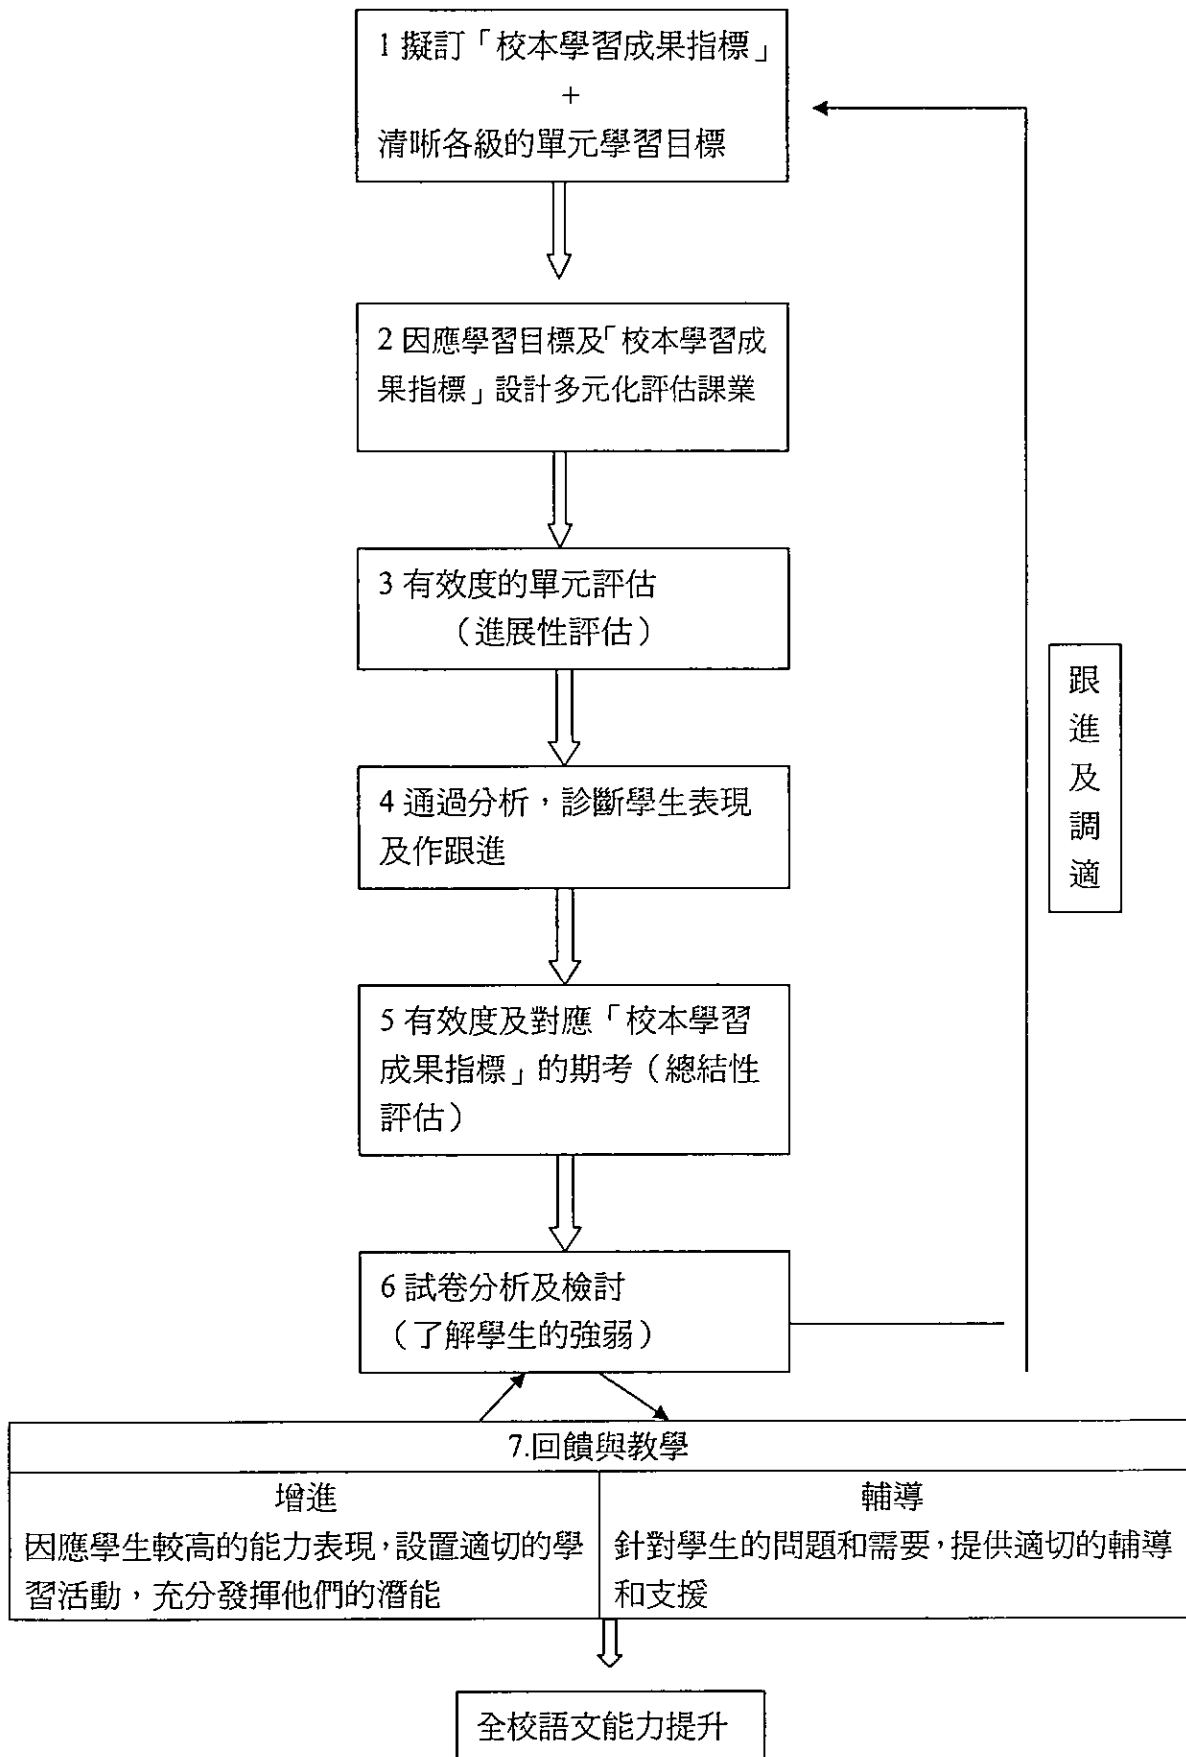 1 擬訂「校本學習成果指標」
+
清晰各級的單元學習目標
2 因應學習目標及「校本學習成
果指標」設計多元化評估課業
3 有效度的單元評估
（進展性評估）
4 通過分析，診斷學生表現
及作跟進
5 有效度及對應「校本學習
成果指標」的期考（總結性
評估）
6 試卷分析及檢討
（了解學生的強弱）
跟
進
及
調
適
7.回饋與教學
增進
因應學生較高的能力表現，設置適切的學
習活動，充分發揮他們的潛能
輔導
針對學生的問題和需要，提供適切的輔導
和支援
全校語文能力提升